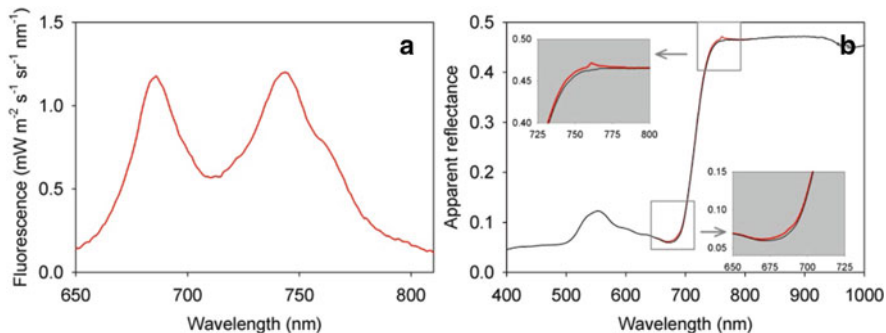 a
Fluorescence (mW m⁻² s⁻¹ sr⁻¹ nm⁻¹)
1.5
1.0
0.5
0.0
650 700 750 800
Wavelength (nm)
b
Apparent reflectance
0.5
0.4
0.3
0.2
0.1
0.0
400 500 600 700 800 900 1000
Wavelength (nm)
0.50
0.45
0.40
725 750 775 800
0.15
0.10
0.05
650 675 700 725